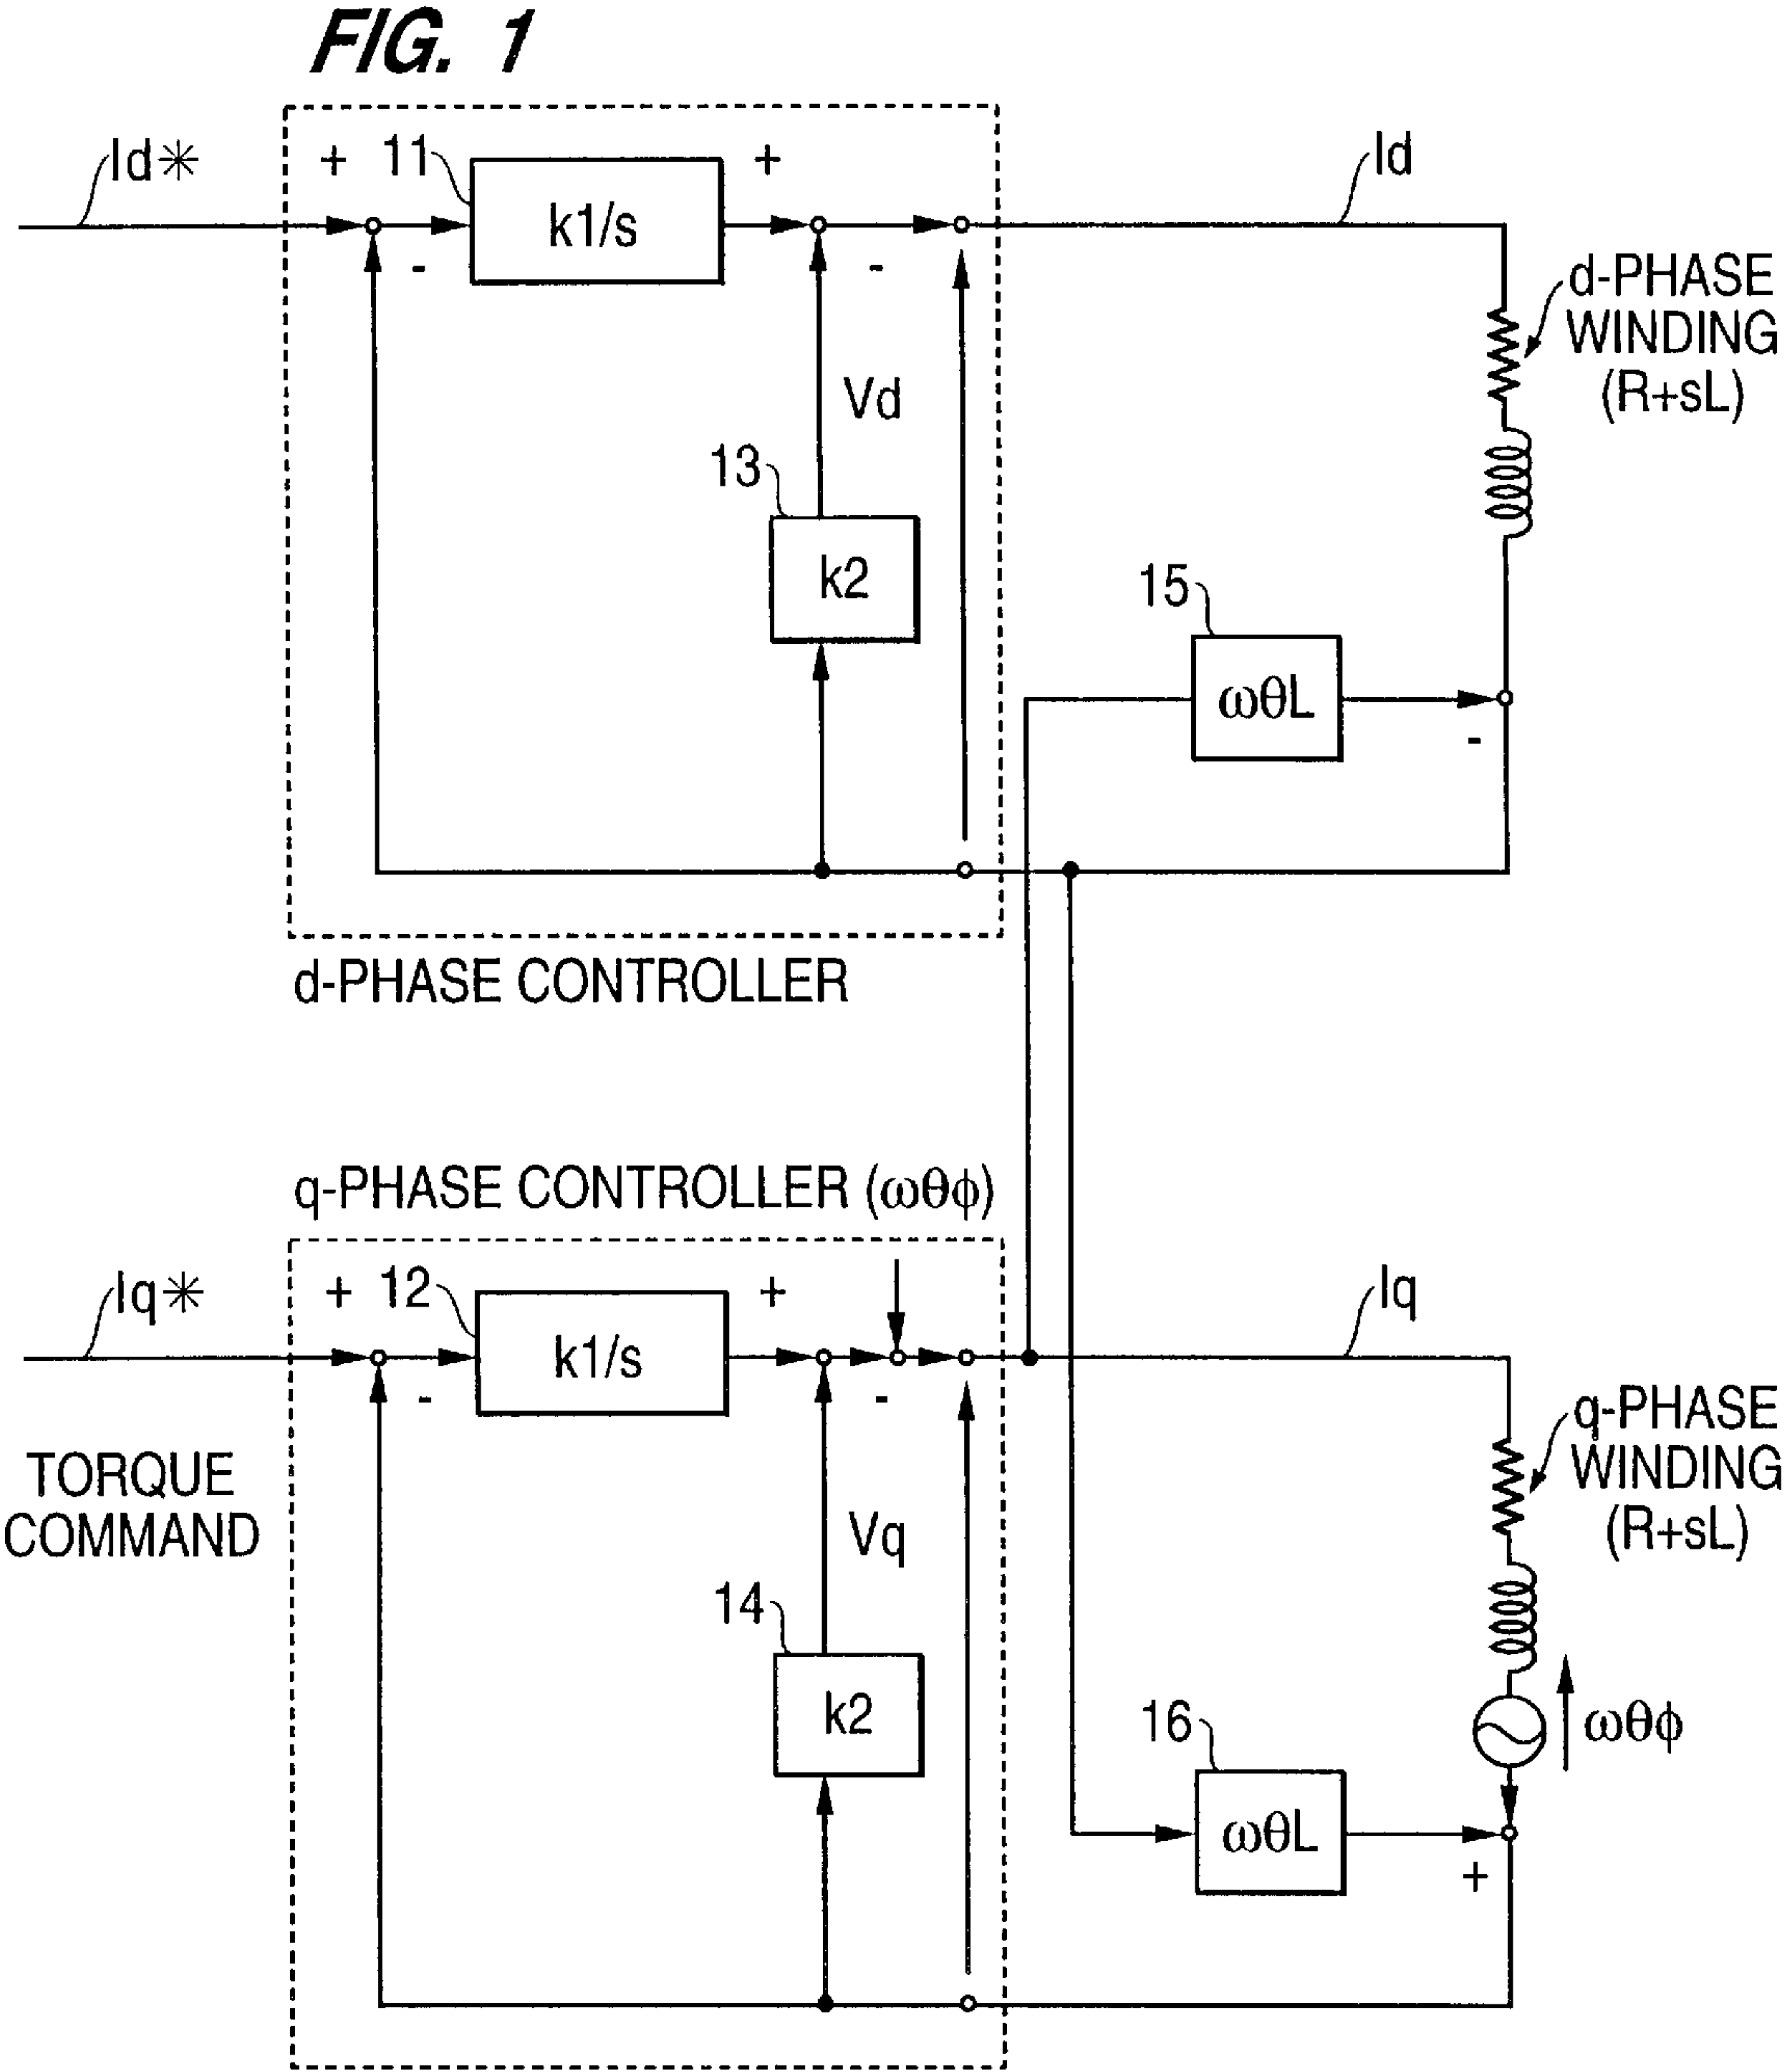 FIG. 1
Id*
+
11
k1/s
+
Id
-
-
d-PHASE
WINDING
(R+sL)
Vd
13
k2
15
ωθL
-
d-PHASE CONTROLLER
q-PHASE CONTROLLER (ωθϕ)
Iq*
+
12
k1/s
+
Iq
-
-
q-PHASE
WINDING
(R+sL)
TORQUE
COMMAND
Vq
14
k2
16
ωθL
ωθϕ
+